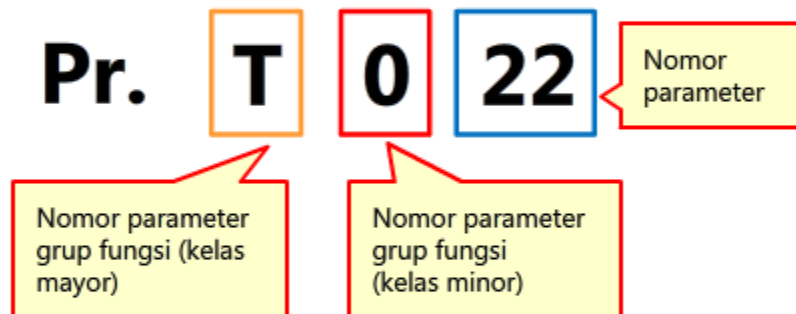 Pr. T 0 22
Nomor
parameter
Nomor parameter
grup fungsi (kelas
mayor)
Nomor parameter
grup fungsi
(kelas minor)